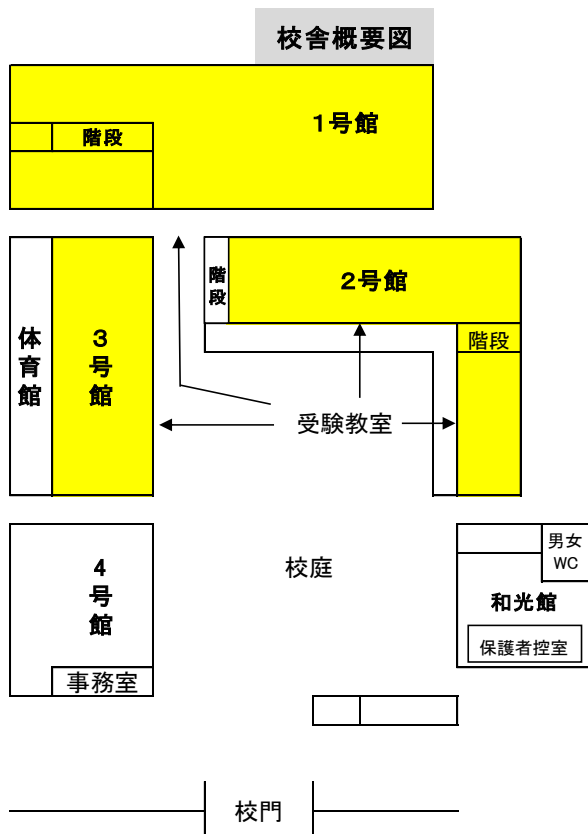 校舎概要図
1号館
階段
階段
2号館
体育館
3号館
階段
受験教室
4号館
校庭
男女
WC
和光館
保護者控室
事務室
校門